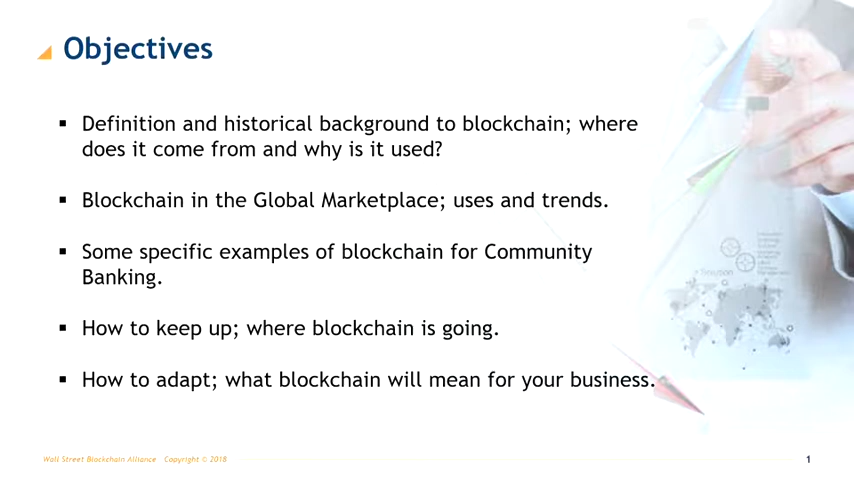 Objectives
▪ Definition and historical background to blockchain; where
does it come from and why is it used?
▪ Blockchain in the Global Marketplace; uses and trends.
▪ Some specific examples of blockchain for Community
Banking.
▪ How to keep up; where blockchain is going.
▪ How to adapt; what blockchain will mean for your business.
Solution
Wall Street Blockchain Alliance Copyright © 2018
1